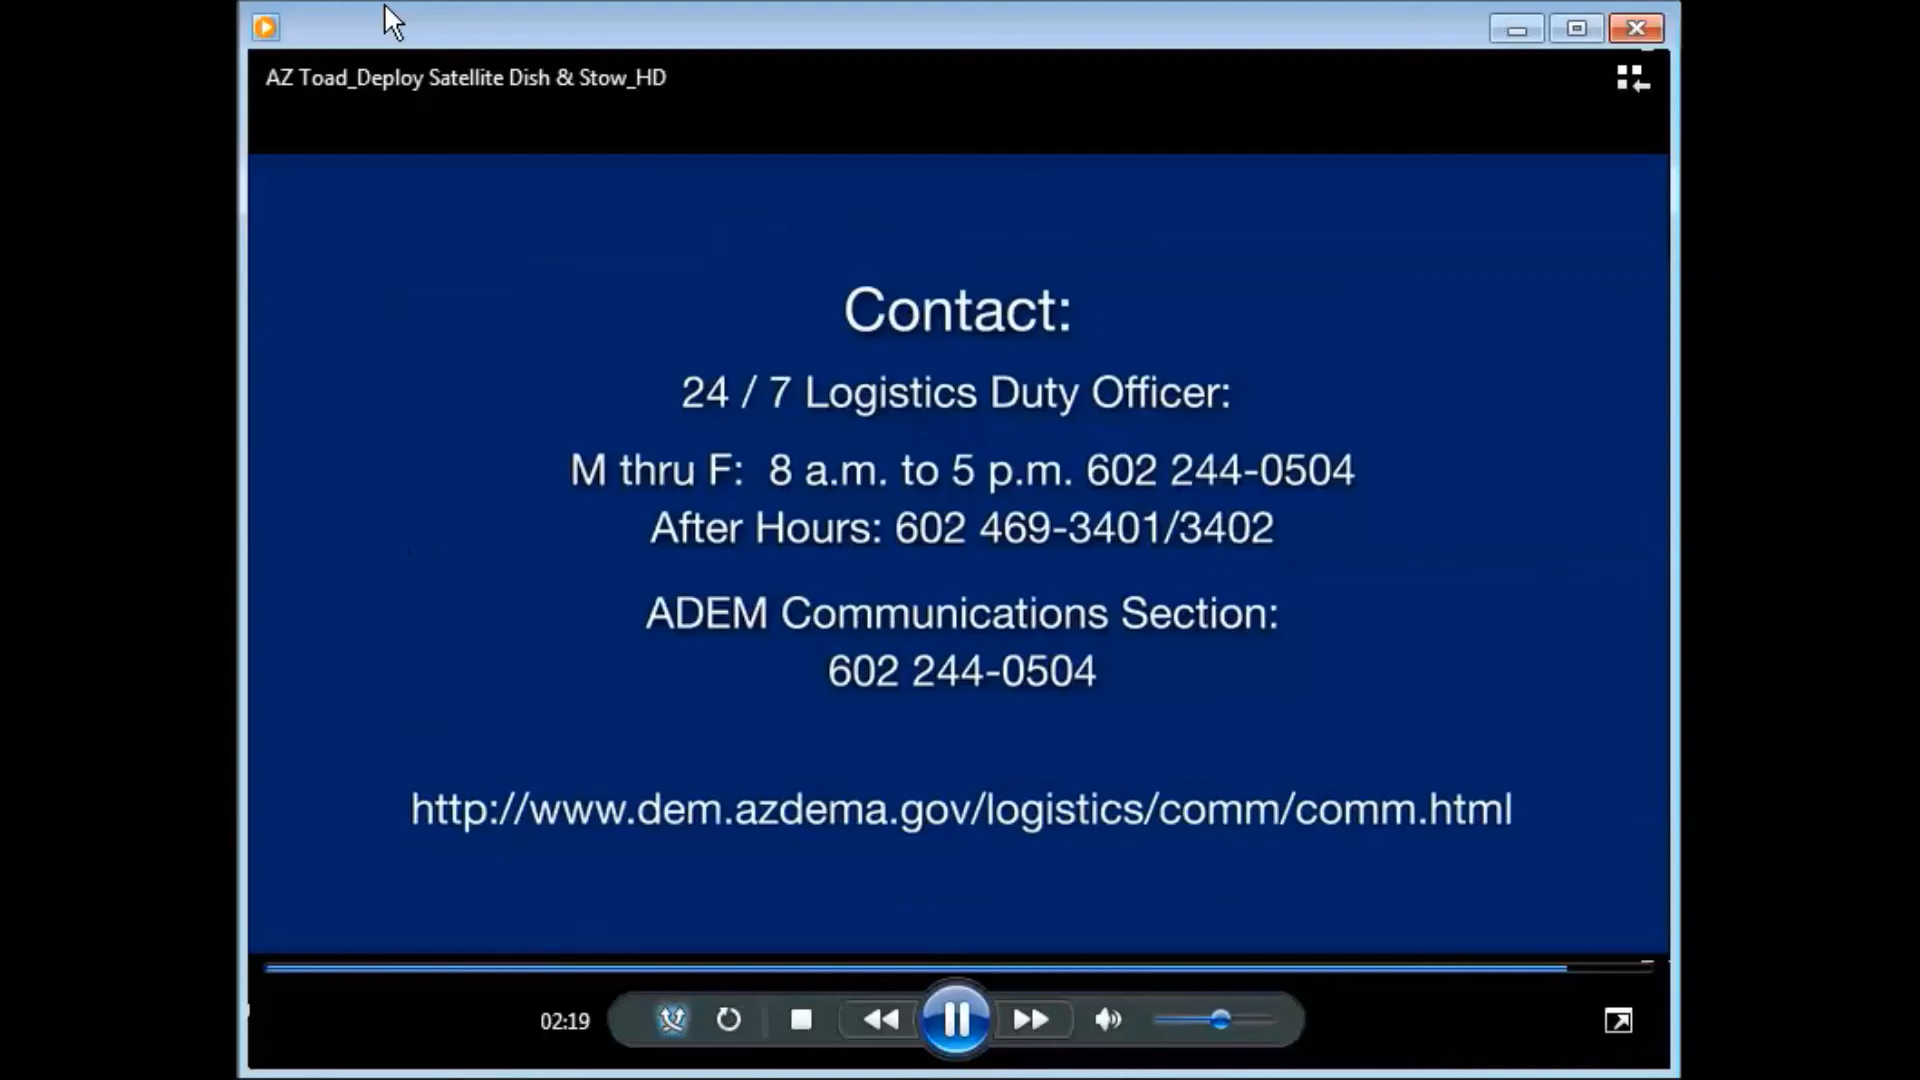 AZ Toad_Deploy Satellite Dish & Stow_HD
Contact:
24 / 7 Logistics Duty Officer:
M thru F:  8 a.m. to 5 p.m. 602 244-0504
After Hours: 602 469-3401/3402
ADEM Communications Section:
602 244-0504
http://www.dem.azdema.gov/logistics/comm/comm.html
02:19